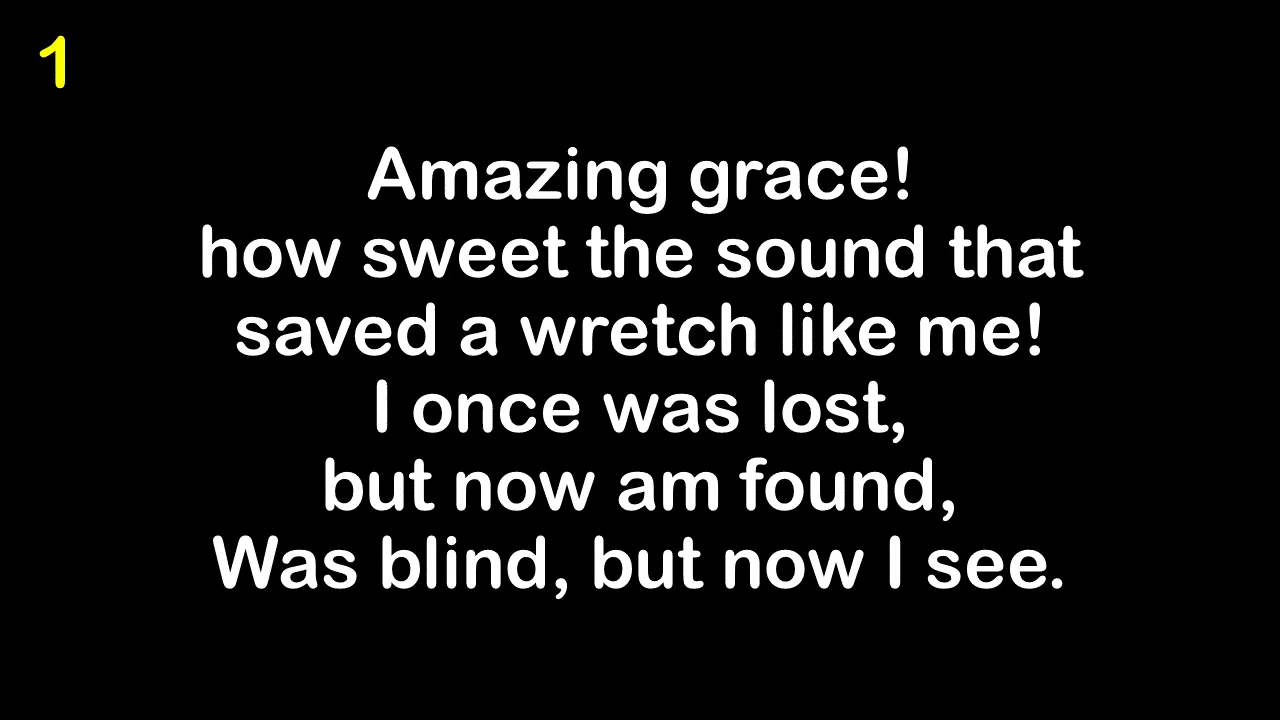 1
Amazing grace!
how sweet the sound that
saved a wretch like me!
I once was lost,
but now am found,
Was blind, but now I see.